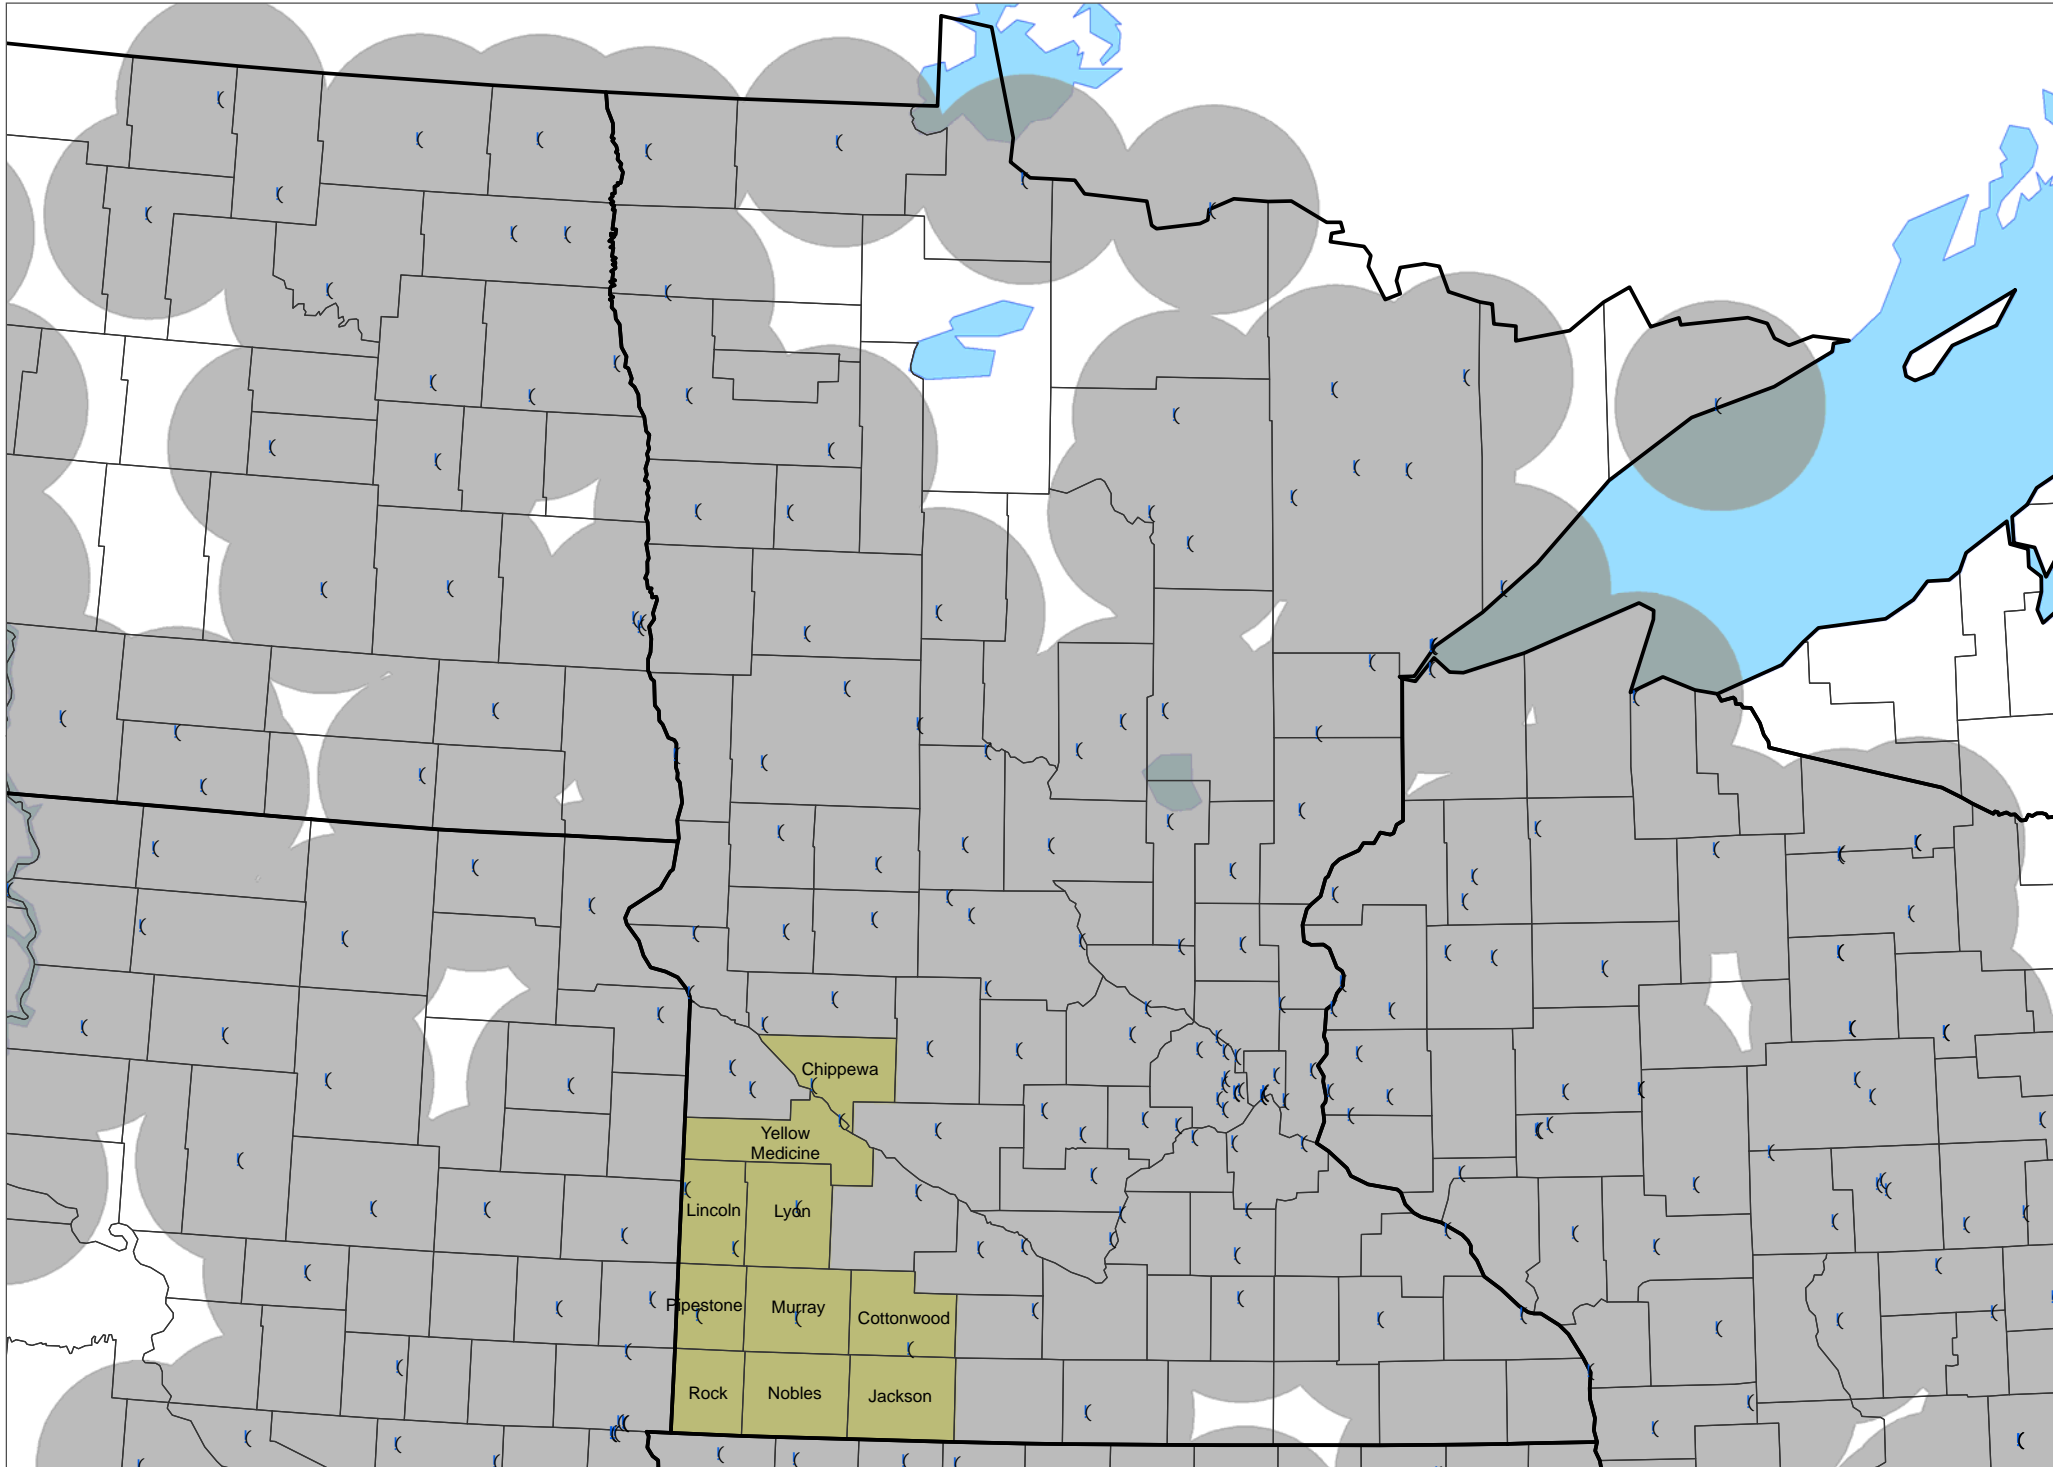 Chippewa
Yellow
Medicine
Lincoln
Lyon
Pipestone
Murray
Cottonwood
Rock
Nobles
Jackson